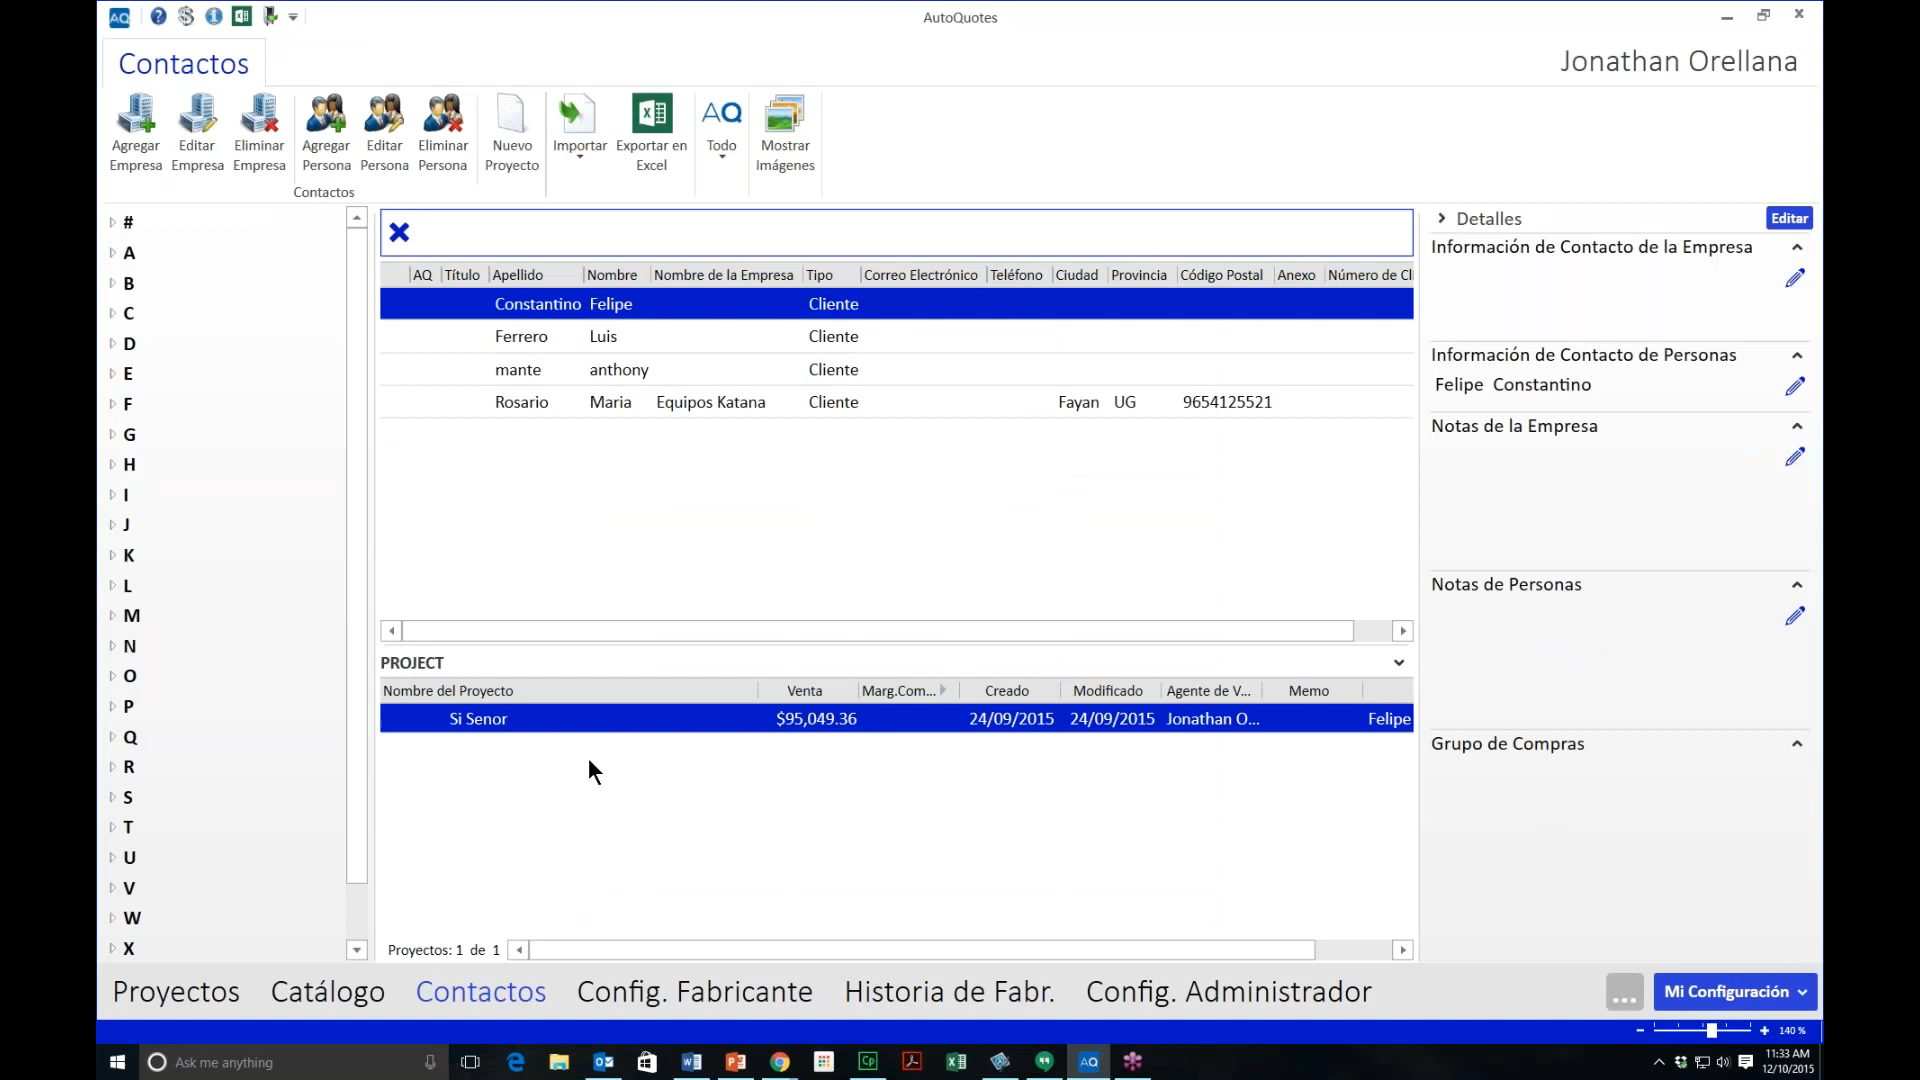 AQ
AutoQuotes
Contactos
Jonathan Orellana
Agregar Empresa
Editar Empresa
Eliminar Empresa
Agregar Persona
Editar Persona
Eliminar Persona
Nuevo Proyecto
Importar
Exportar en Excel
AQ
Todo
Mostrar Imágenes
Contactos
#
A
B
C
D
E
F
G
H
I
J
K
L
M
N
O
P
Q
R
S
T
U
V
W
X
AQ Título Apellido Nombre Nombre de la Empresa Tipo Correo Electrónico Teléfono Ciudad Provincia Código Postal Anexo Número de Cl
Constantino Felipe Cliente
Ferrero Luis Cliente
mante anthony Cliente
Rosario Maria Equipos Katana Cliente Fayan UG 9654125521
PROJECT
Nombre del Proyecto Venta Marg.Com... Creado Modificado Agente de V... Memo
Si Senor $95,049.36 24/09/2015 24/09/2015 Jonathan O... Felipe
Proyectos: 1 de 1
Detalles Editar
Información de Contacto de la Empresa
Información de Contacto de Personas
Felipe Constantino
Notas de la Empresa
Notas de Personas
Grupo de Compras
Proyectos Catálogo Contactos Config. Fabricante Historia de Fabr. Config. Administrador ... Mi Configuración
- + 140 %
Ask me anything
11:33 AM
12/10/2015